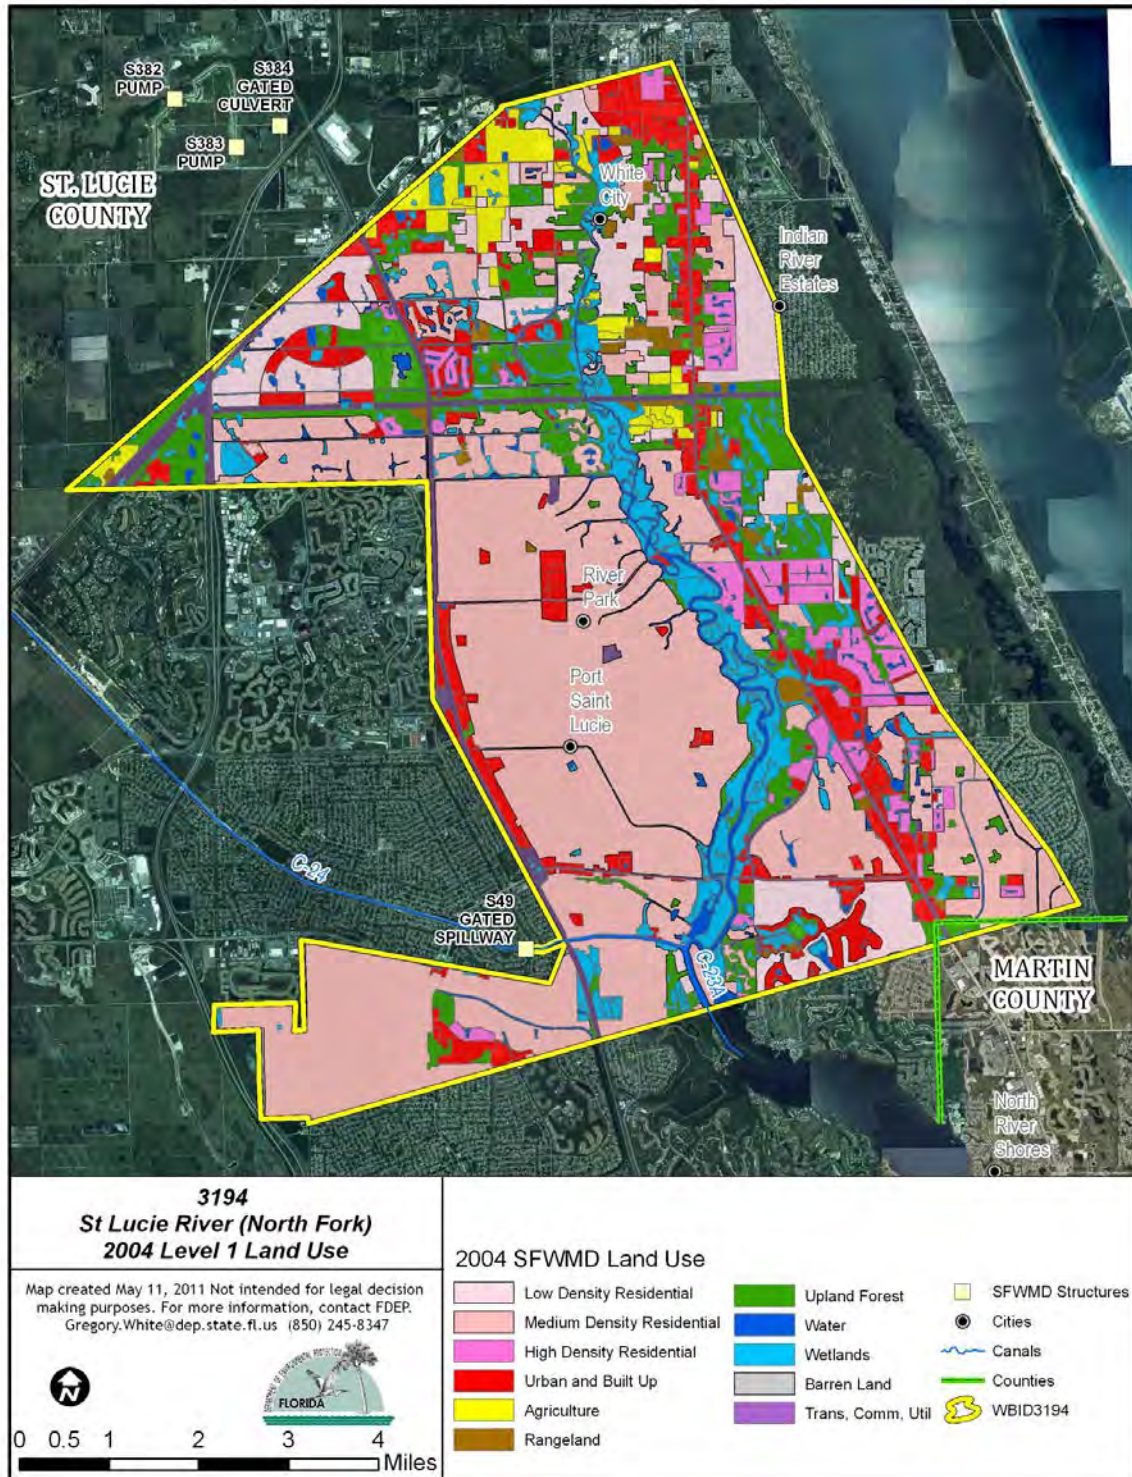 S382
PUMP
S384
GATED
CULVERT
S383
PUMP
ST. LUCIE
COUNTY
White
City
Indian
River
Estates
River
Park
Port
Saint
Lucie
C-24
S49
GATED
SPILLWAY
C-23A
MARTIN
COUNTY
North
River
Shores
3194
St Lucie River (North Fork)
2004 Level 1 Land Use
Map created May 11, 2011 Not intended for legal decision
making purposes. For more information, contact FDEP.
Gregory.White@dep.state.fl.us (850) 245-8347
N
DEPARTMENT OF ENVIRONMENTAL PROTECTION
FLORIDA
0 0.5 1 2 3 4
Miles
2004 SFWMD Land Use
Low Density Residential
Medium Density Residential
High Density Residential
Urban and Built Up
Agriculture
Rangeland
Upland Forest
Water
Wetlands
Barren Land
Trans, Comm, Util
SFWMD Structures
Cities
Canals
Counties
WBID3194